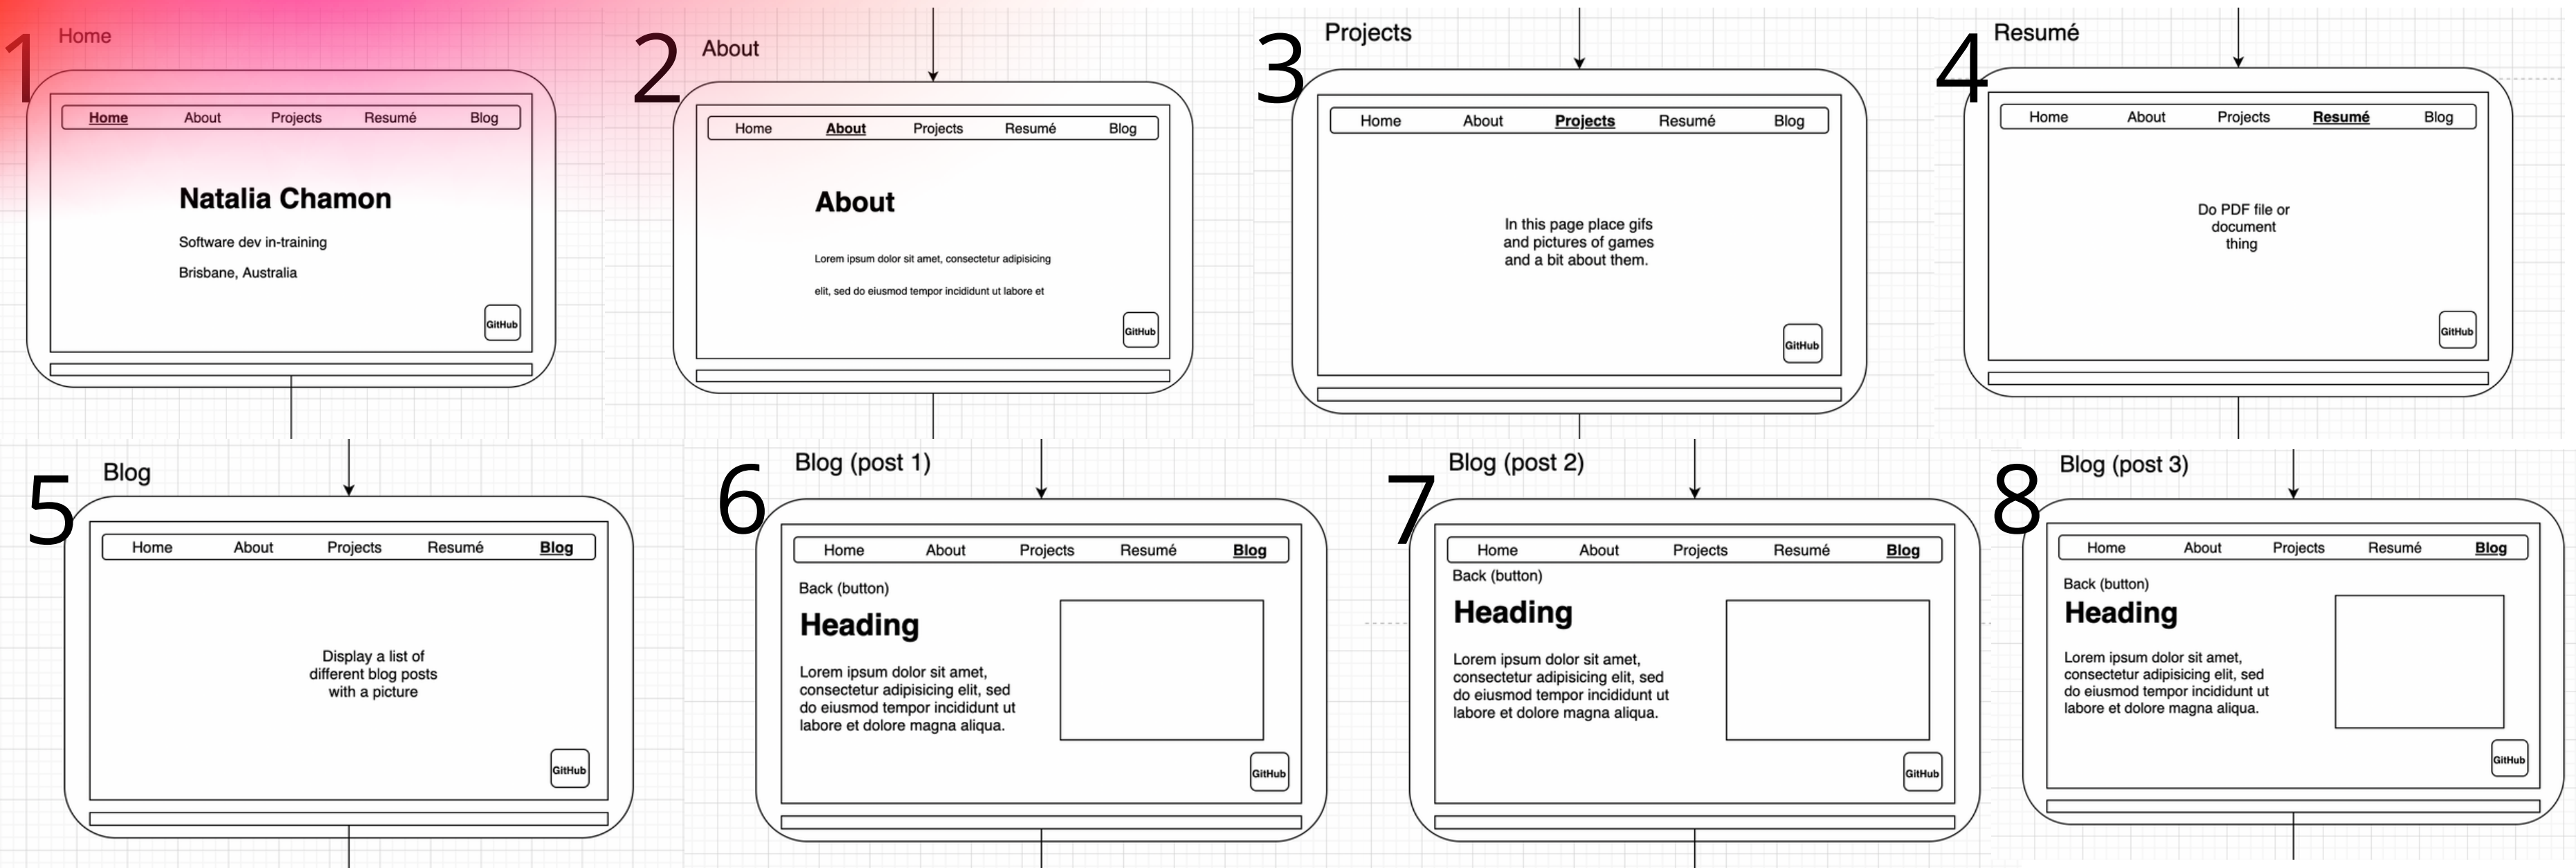 1
Home
Home About Projects Resumé Blog
Natalia Chamon
Software dev in-training
Brisbane, Australia
GitHub
2
About
Home About Projects Resumé Blog
About
Lorem ipsum dolor sit amet, consectetur adipisicing
elit, sed do eiusmod tempor incididunt ut labore et
GitHub
3
Projects
Home About Projects Resumé Blog
In this page place gifs
and pictures of games
and a bit about them.
GitHub
4
Resumé
Home About Projects Resumé Blog
Do PDF file or
document
thing
GitHub
5
Blog
Home About Projects Resumé Blog
Display a list of
different blog posts
with a picture
GitHub
6
Blog (post 1)
Home About Projects Resumé Blog
Back (button)
Heading
Lorem ipsum dolor sit amet,
consectetur adipisicing elit, sed
do eiusmod tempor incididunt ut
labore et dolore magna aliqua.
GitHub
7
Blog (post 2)
Home About Projects Resumé Blog
Back (button)
Heading
Lorem ipsum dolor sit amet,
consectetur adipisicing elit, sed
do eiusmod tempor incididunt ut
labore et dolore magna aliqua.
GitHub
8
Blog (post 3)
Home About Projects Resumé Blog
Back (button)
Heading
Lorem ipsum dolor sit amet,
consectetur adipisicing elit, sed
do eiusmod tempor incididunt ut
labore et dolore magna aliqua.
GitHub